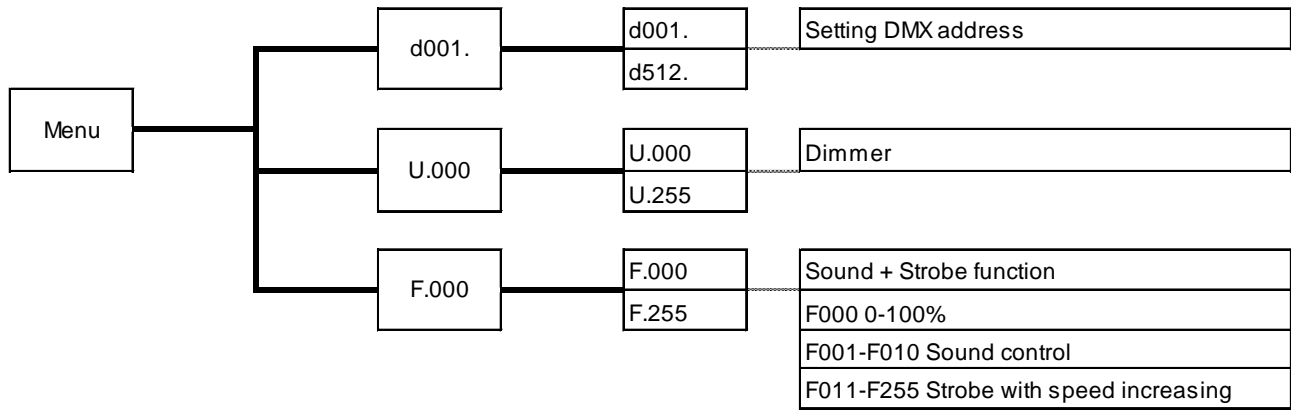 d001.
d001.
Setting DMX address
d512.
Menu
U.000
U.000
Dimmer
U.255
F.000
F.000
Sound + Strobe function
F.255
F000 0-100%
F001-F010 Sound control
F011-F255 Strobe with speed increasing